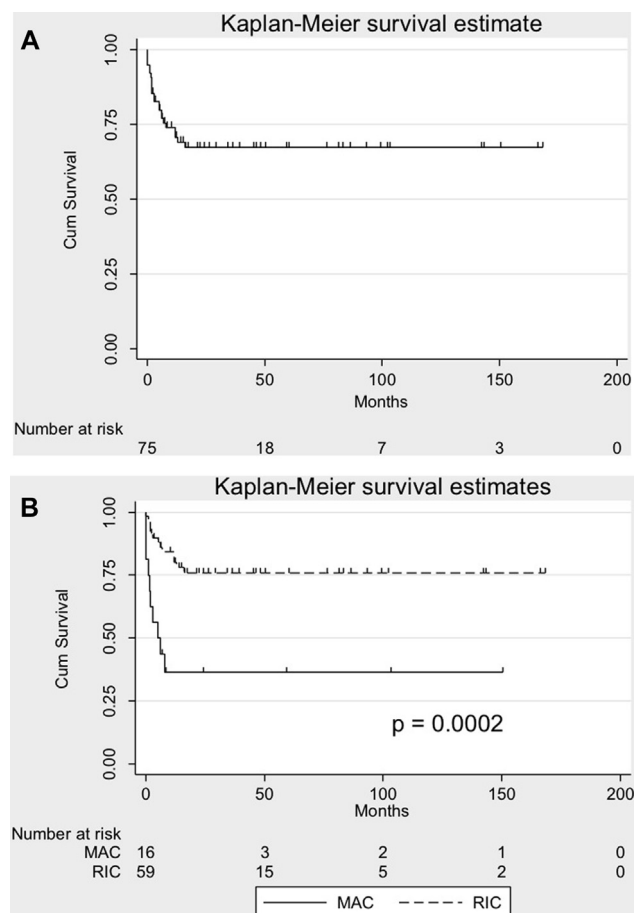 A
Kaplan-Meier survival estimate
1.00
0.75
0.50
0.25
0.00
Cum Survival
0 50 100 150 200
Months
Number at risk
75 18 7 3 0
B
Kaplan-Meier survival estimates
1.00
0.75
0.50
0.25
0.00
Cum Survival
p = 0.0002
0 50 100 150 200
Months
Number at risk
MAC 16 3 2 1 0
RIC 59 15 5 2 0
MAC RIC